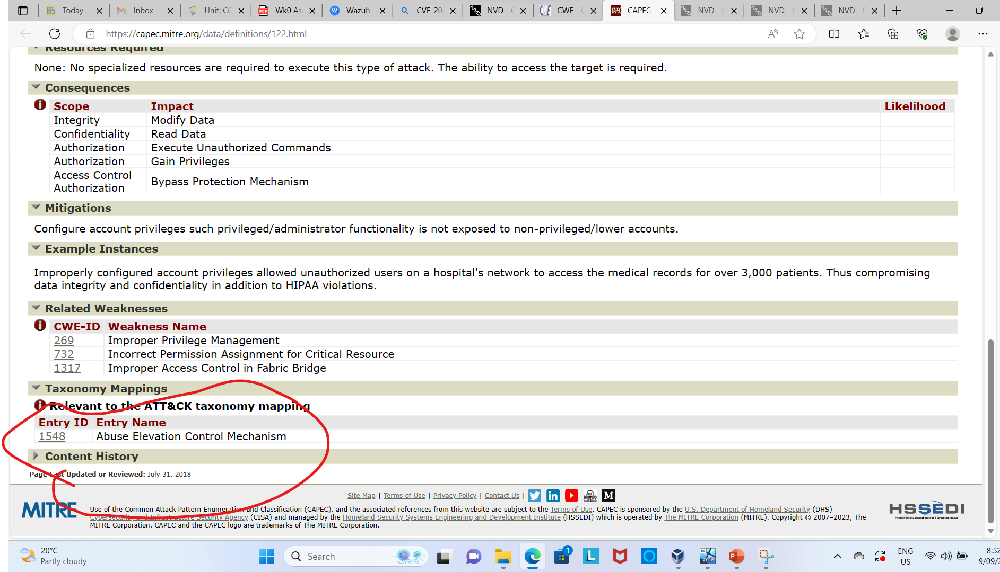 Today -
Inbox -
Unit: CC
Wk0 As
Wazuh
CVE-20
NVD - C
CWE - C
CAPEC -
NVD - C
NVD - C
NVD - C
https://capec.mitre.org/data/definitions/122.html
Resources Required
None: No specialized resources are required to execute this type of attack. The ability to access the target is required.
Consequences
Scope Impact Likelihood
Integrity Modify Data
Confidentiality Read Data
Authorization Execute Unauthorized Commands
Authorization Gain Privileges
Access Control
Authorization Bypass Protection Mechanism
Mitigations
Configure account privileges such privileged/administrator functionality is not exposed to non-privileged/lower accounts.
Example Instances
Improperly configured account privileges allowed unauthorized users on a hospital's network to access the medical records for over 3,000 patients. Thus compromising
data integrity and confidentiality in addition to HIPAA violations.
Related Weaknesses
CWE-ID Weakness Name
269 Improper Privilege Management
732 Incorrect Permission Assignment for Critical Resource
1317 Improper Access Control in Fabric Bridge
Taxonomy Mappings
Relevant to the ATT&CK taxonomy mapping
Entry ID Entry Name
1548 Abuse Elevation Control Mechanism
Content History
Page Last Updated or Reviewed: July 31, 2018
Site Map | Terms of Use | Privacy Policy | Contact Us |
MITRE
Use of the Common Attack Pattern Enumeration and Classification (CAPEC), and the associated references from this website are subject to the Terms of Use. CAPEC is sponsored by the U.S. Department of Homeland Security (DHS)
Cybersecurity and Infrastructure Security Agency (CISA) and managed by the Homeland Security Systems Engineering and Development Institute (HSSEDI) which is operated by The MITRE Corporation (MITRE). Copyright © 2007–2023, The
MITRE Corporation. CAPEC and the CAPEC logo are trademarks of The MITRE Corporation.
HSSEDI
Homeland Security Systems Engineering & Development Institute
20°C
Partly cloudy
Search
1
64
2016
ENG
US
8:52
9/09/2